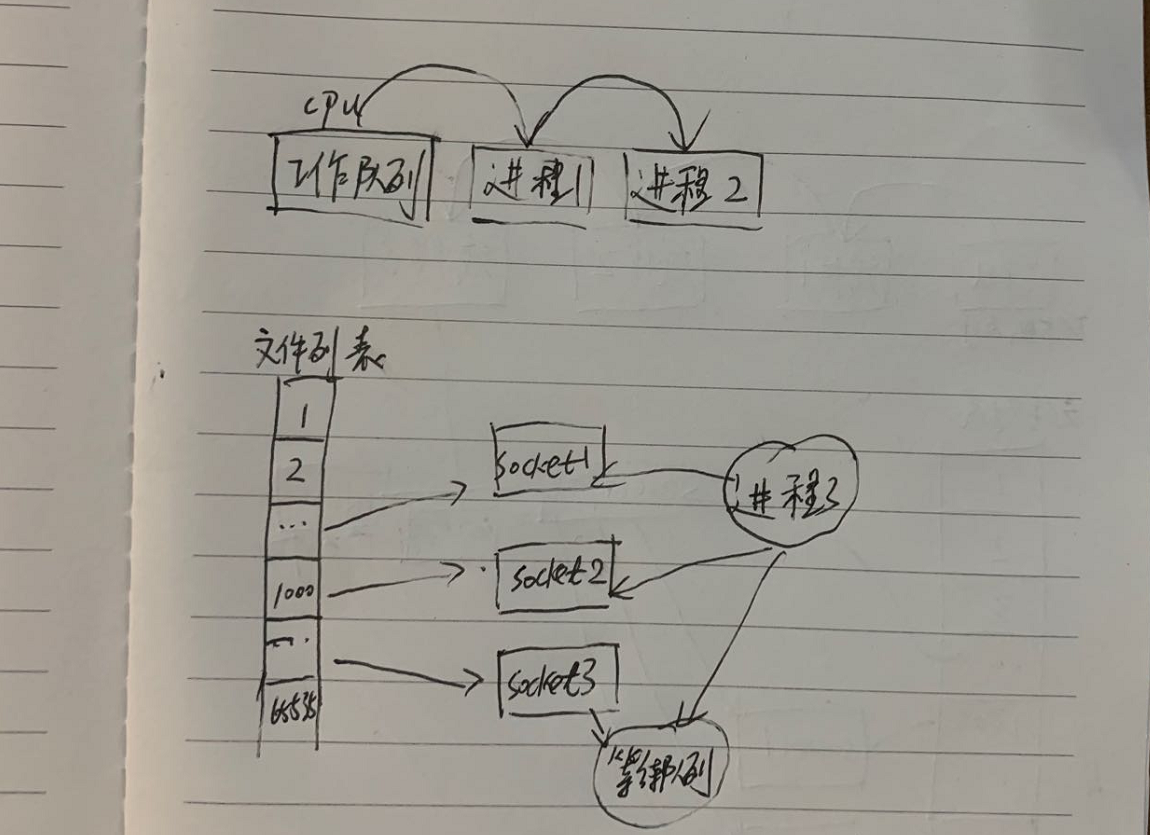 CPU
工作队列 进程1 进程2
文件列表
1
2
...
1000
...
65535
socket1
socket2
socket3
进程3
等待队列